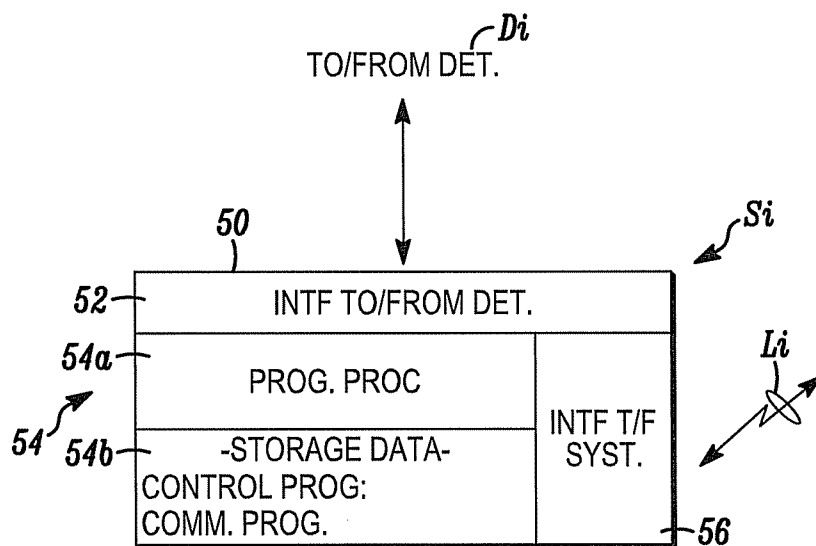 Di
TO/FROM DET.
Si
50
52
INTF TO/FROM DET.
54a
PROG. PROC
Li
54
INTF T/F
SYST.
54b
-STORAGE DATA-
CONTROL PROG:
COMM. PROG.
56